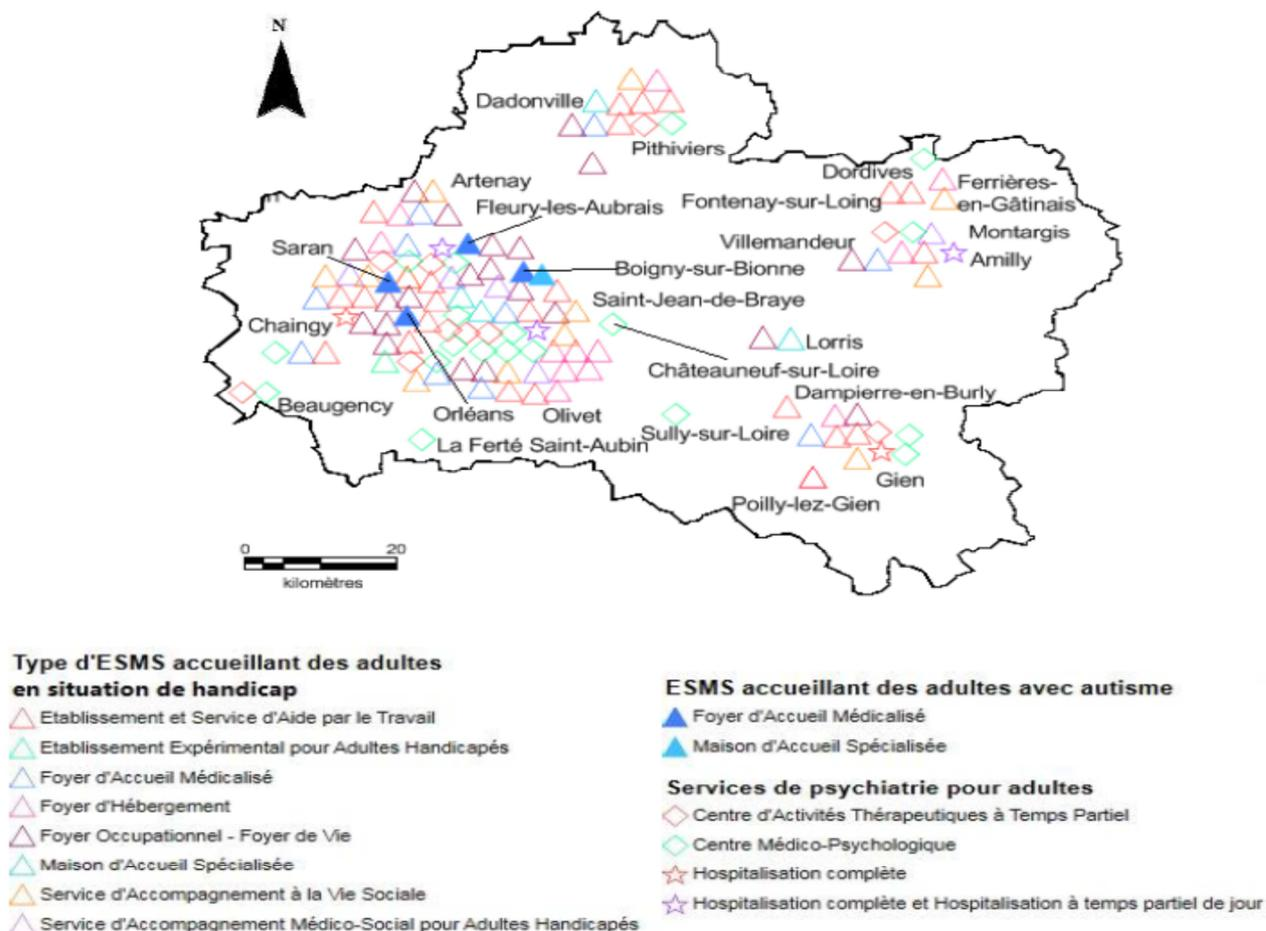 N
Dadonville
Pithiviers
Dordives
Artenay
Ferrières-
Fontenay-sur-Loing
en-Gâtinais
Fleury-les-Aubrais
Montargis
Saran
Villemandeur
Amilly
Boigny-sur-Bionne
Saint-Jean-de-Braye
Chaingy
Lorris
Châteauneuf-sur-Loire
Dampierre-en-Burly
Beaugency
Orléans
Olivet
Sully-sur-Loire
La Ferté Saint-Aubin
Gien
Poilly-lez-Gien
0 20
kilomètres
Type d'ESMS accueillant des adultes
en situation de handicap
Etablissement et Service d'Aide par le Travail
Etablissement Expérimental pour Adultes Handicapés
Foyer d'Accueil Médicalisé
Foyer d'Hébergement
Foyer Occupationnel - Foyer de Vie
Maison d'Accueil Spécialisée
Service d'Accompagnement à la Vie Sociale
Service d'Accompagnement Médico-Social pour Adultes Handicapés
ESMS accueillant des adultes avec autisme
Foyer d'Accueil Médicalisé
Maison d'Accueil Spécialisée
Services de psychiatrie pour adultes
Centre d'Activités Thérapeutiques à Temps Partiel
Centre Médico-Psychologique
Hospitalisation complète
Hospitalisation complète et Hospitalisation à temps partiel de jour